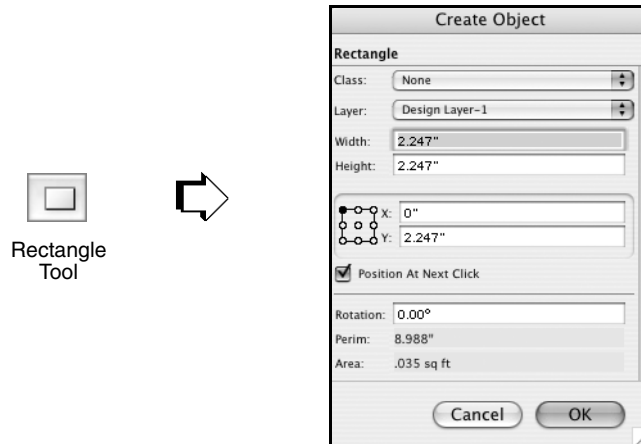 Rectangle
Tool
Create Object
Rectangle
Class: None
Layer: Design Layer-1
Width: 2.247"
Height: 2.247"
X: 0"
Y: 2.247"
Position At Next Click
Rotation: 0.00°
Perim: 8.988"
Area: .035 sq ft
Cancel OK